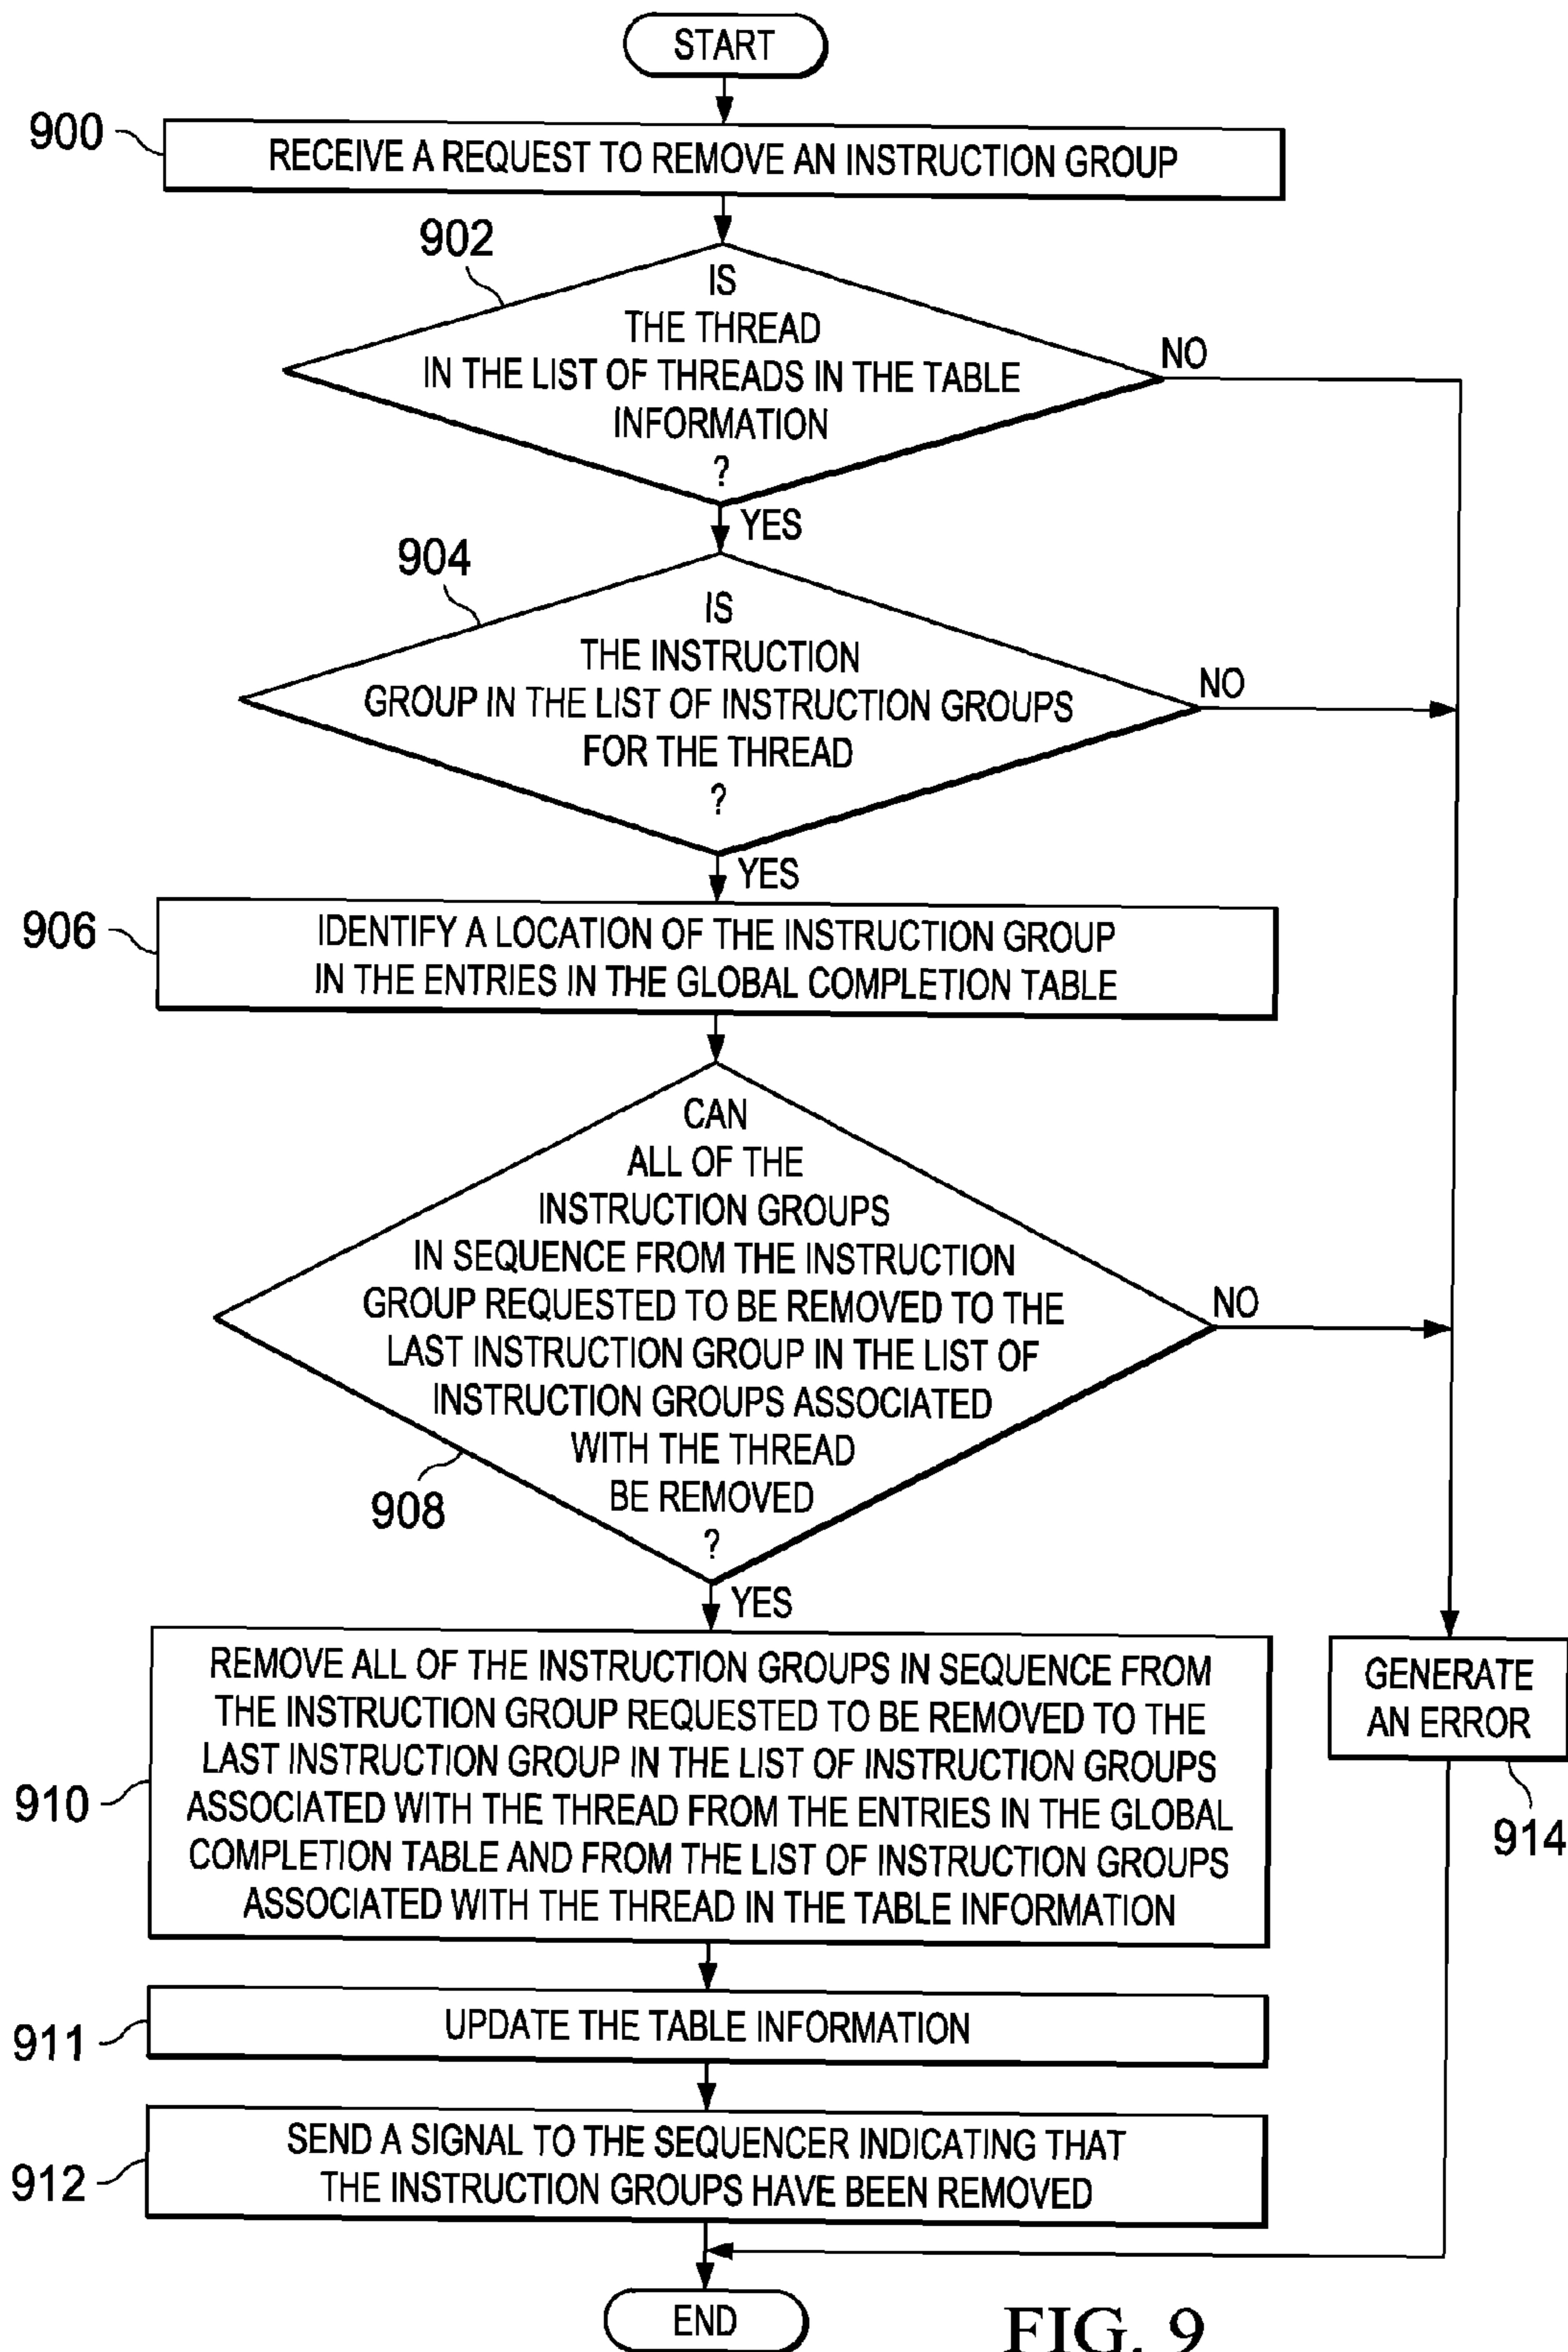 START
900
RECEIVE A REQUEST TO REMOVE AN INSTRUCTION GROUP
902
IS
THE THREAD
IN THE LIST OF THREADS IN THE TABLE
INFORMATION
?
NO
YES
904
IS
THE INSTRUCTION
GROUP IN THE LIST OF INSTRUCTION GROUPS
FOR THE THREAD
?
NO
YES
906
IDENTIFY A LOCATION OF THE INSTRUCTION GROUP
IN THE ENTRIES IN THE GLOBAL COMPLETION TABLE
CAN
ALL OF THE
INSTRUCTION GROUPS
IN SEQUENCE FROM THE INSTRUCTION
GROUP REQUESTED TO BE REMOVED TO THE
LAST INSTRUCTION GROUP IN THE LIST OF
INSTRUCTION GROUPS ASSOCIATED
WITH THE THREAD
BE REMOVED
?
908
NO
YES
910
REMOVE ALL OF THE INSTRUCTION GROUPS IN SEQUENCE FROM
THE INSTRUCTION GROUP REQUESTED TO BE REMOVED TO THE
LAST INSTRUCTION GROUP IN THE LIST OF INSTRUCTION GROUPS
ASSOCIATED WITH THE THREAD FROM THE ENTRIES IN THE GLOBAL
COMPLETION TABLE AND FROM THE LIST OF INSTRUCTION GROUPS
ASSOCIATED WITH THE THREAD IN THE TABLE INFORMATION
GENERATE
AN ERROR
914
911
UPDATE THE TABLE INFORMATION
912
SEND A SIGNAL TO THE SEQUENCER INDICATING THAT
THE INSTRUCTION GROUPS HAVE BEEN REMOVED
END
FIG. 9